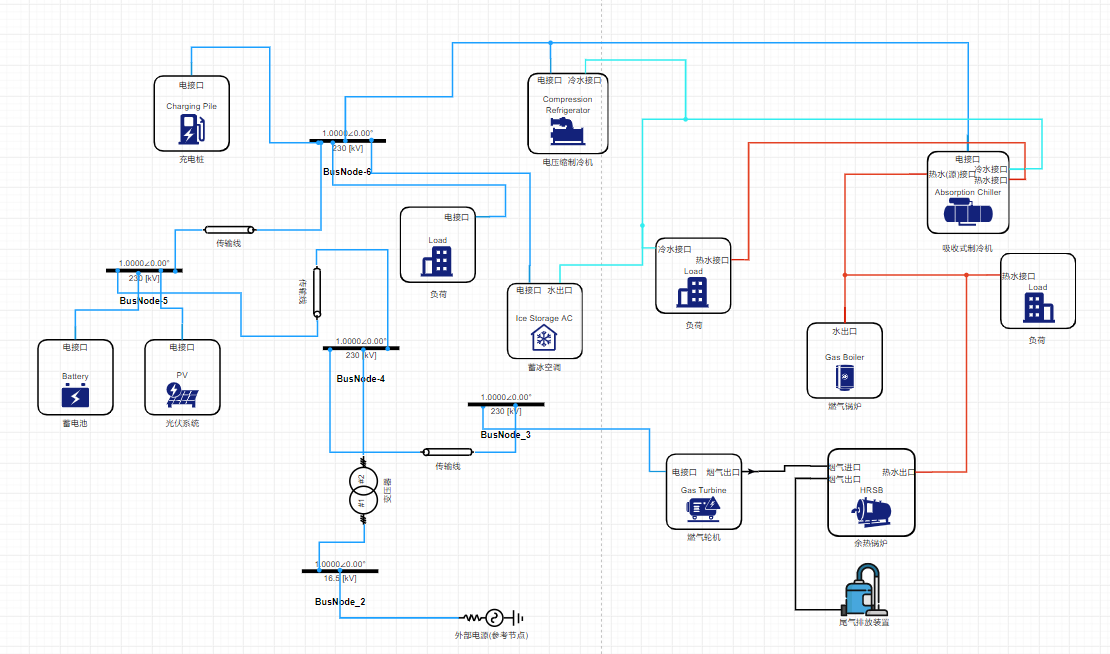 电接口
Charging Pile
充电桩
1.0000∠0.00°
230 [kV]
BusNode-6
电接口 冷水接口
Compression
Refrigerator
电压缩制冷机
电接口
热水(源)接口
冷水接口
热水接口
Absorption Chiller
吸收式制冷机
传输线
电接口
Load
负荷
1.0000∠0.00°
230 [kV]
BusNode-5
传输线
冷水接口
热水接口
Load
负荷
热水接口
Load
负荷
电接口 水出口
Ice Storage AC
蓄冰空调
电接口
Battery
蓄电池
电接口
PV
光伏系统
1.0000∠0.00°
230 [kV]
BusNode-4
水出口
Gas Boiler
燃气锅炉
1.0000∠0.00°
230 [kV]
BusNode_3
传输线
#2
#1
变压器
电接口 烟气出口
Gas Turbine
燃气轮机
烟气进口
烟气出口
热水出口
HRSB
余热锅炉
1.0000∠0.00°
16.5 [kV]
BusNode_2
外部电源(参考节点)
尾气排放装置